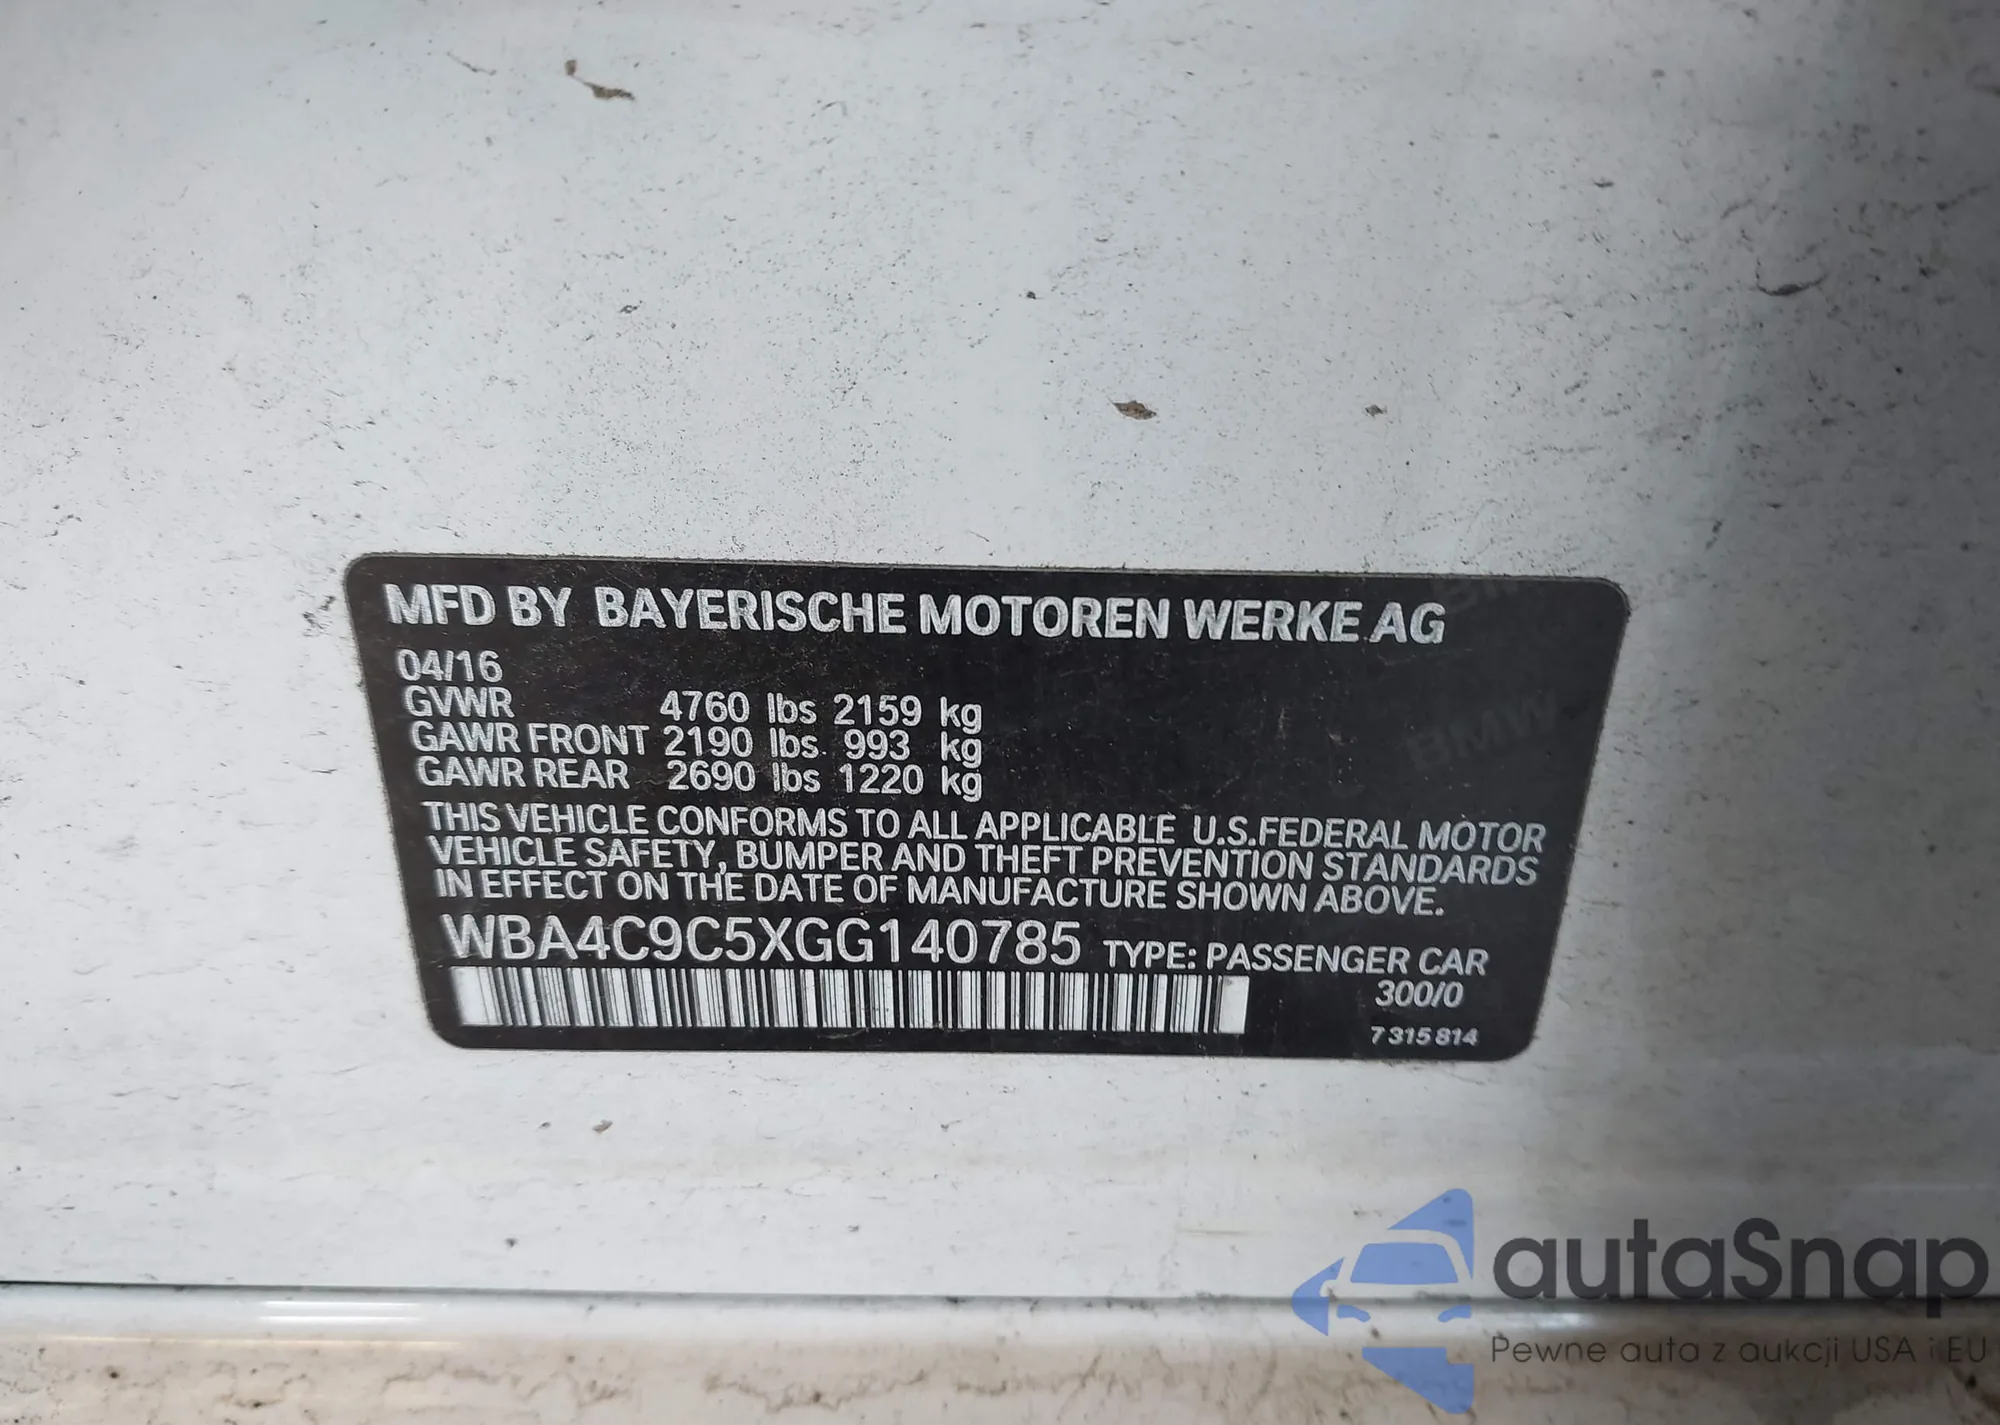 MFD BY BAYERISCHE MOTOREN WERKE AG
04/16
GVWR 4760 lbs 2159 kg
GAWR FRONT 2190 lbs 993 kg
GAWR REAR 2690 lbs 1220 kg
THIS VEHICLE CONFORMS TO ALL APPLICABLE U.S.FEDERAL MOTOR
VEHICLE SAFETY, BUMPER AND THEFT PREVENTION STANDARDS
IN EFFECT ON THE DATE OF MANUFACTURE SHOWN ABOVE.
WBA4C9C5XGG140785 TYPE: PASSENGER CAR
300/0
7315814
BMW
BMW
autaSnap
Pewne auta z aukcji USA i EU